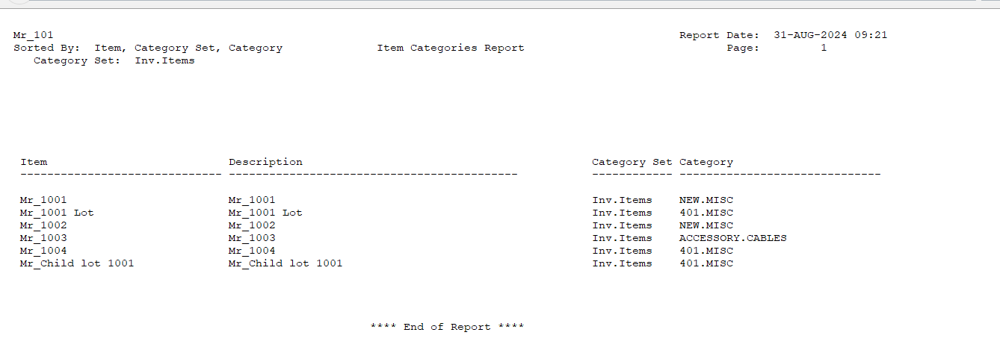 Mr_101 Report Date: 31-AUG-2024 09:21
Sorted By: Item, Category Set, Category Item Categories Report Page: 1
Category Set: Inv.Items
Item Description Category Set Category
------------------------------ ------------------------------------------- ------------ ------------------------------
Mr_1001 Mr_1001 Inv.Items NEW.MISC
Mr_1001 Lot Mr_1001 Lot Inv.Items 401.MISC
Mr_1002 Mr_1002 Inv.Items NEW.MISC
Mr_1003 Mr_1003 Inv.Items ACCESSORY.CABLES
Mr_1004 Mr_1004 Inv.Items 401.MISC
Mr_Child lot 1001 Mr_Child lot 1001 Inv.Items 401.MISC
**** End of Report ****